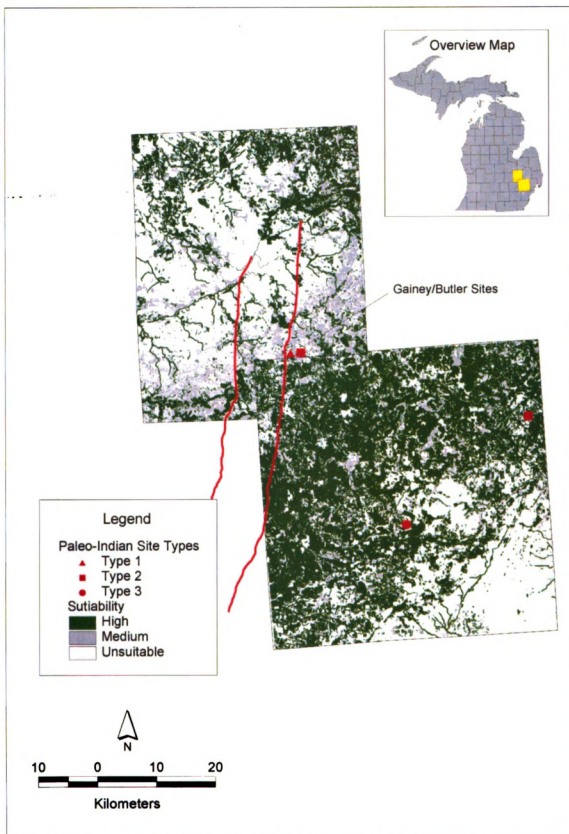 Overview Map
Gainey/Butler Sites
Legend
Paleo-Indian Site Types
Type 1
Type 2
Type 3
Sutiability
High
Medium
Unsuitable
N
10 0 10 20
Kilometers